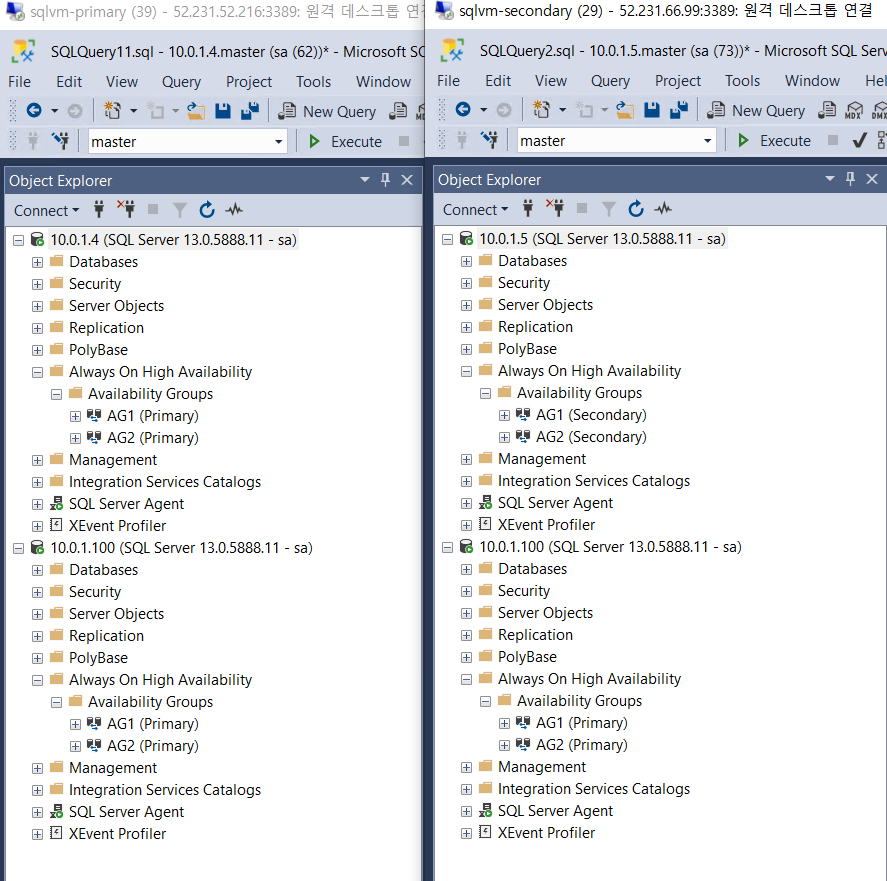 sqlvm-primary (39) - 52.231.52.216:3389: 원격 데스크톱 연결
SQLQuery11.sql - 10.0.1.4.master (sa (62))* - Microsoft SQ
File Edit View Query Project Tools Window
New Query
master Execute
Object Explorer
Connect
10.0.1.4 (SQL Server 13.0.5888.11 - sa)
Databases
Security
Server Objects
Replication
PolyBase
Always On High Availability
Availability Groups
AG1 (Primary)
AG2 (Primary)
Management
Integration Services Catalogs
SQL Server Agent
XEvent Profiler
10.0.1.100 (SQL Server 13.0.5888.11 - sa)
Databases
Security
Server Objects
Replication
PolyBase
Always On High Availability
Availability Groups
AG1 (Primary)
AG2 (Primary)
Management
Integration Services Catalogs
SQL Server Agent
XEvent Profiler
sqlvm-secondary (29) - 52.231.66.99:3389: 원격 데스크톱 연결
SQLQuery2.sql - 10.0.1.5.master (sa (73))* - Microsoft SQL Serv
File Edit View Query Project Tools Window Hel
New Query MDX DMX
master Execute
Object Explorer
Connect
10.0.1.5 (SQL Server 13.0.5888.11 - sa)
Databases
Security
Server Objects
Replication
PolyBase
Always On High Availability
Availability Groups
AG1 (Secondary)
AG2 (Secondary)
Management
Integration Services Catalogs
SQL Server Agent
XEvent Profiler
10.0.1.100 (SQL Server 13.0.5888.11 - sa)
Databases
Security
Server Objects
Replication
PolyBase
Always On High Availability
Availability Groups
AG1 (Primary)
AG2 (Primary)
Management
Integration Services Catalogs
SQL Server Agent
XEvent Profiler